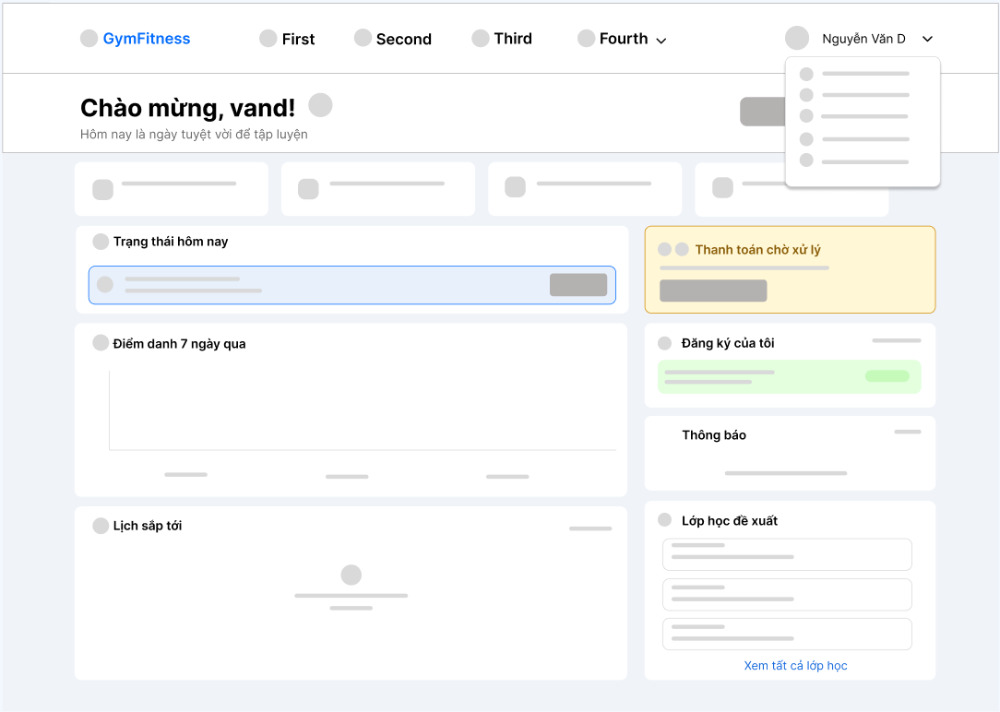 GymFitness
First
Second
Third
Fourth
Nguyễn Văn D
Chào mừng, vand!
Hôm nay là ngày tuyệt vời để tập luyện
Trạng thái hôm nay
Thanh toán chờ xử lý
Điểm danh 7 ngày qua
Đăng ký của tôi
Thông báo
Lịch sắp tới
Lớp học đề xuất
Xem tất cả lớp học